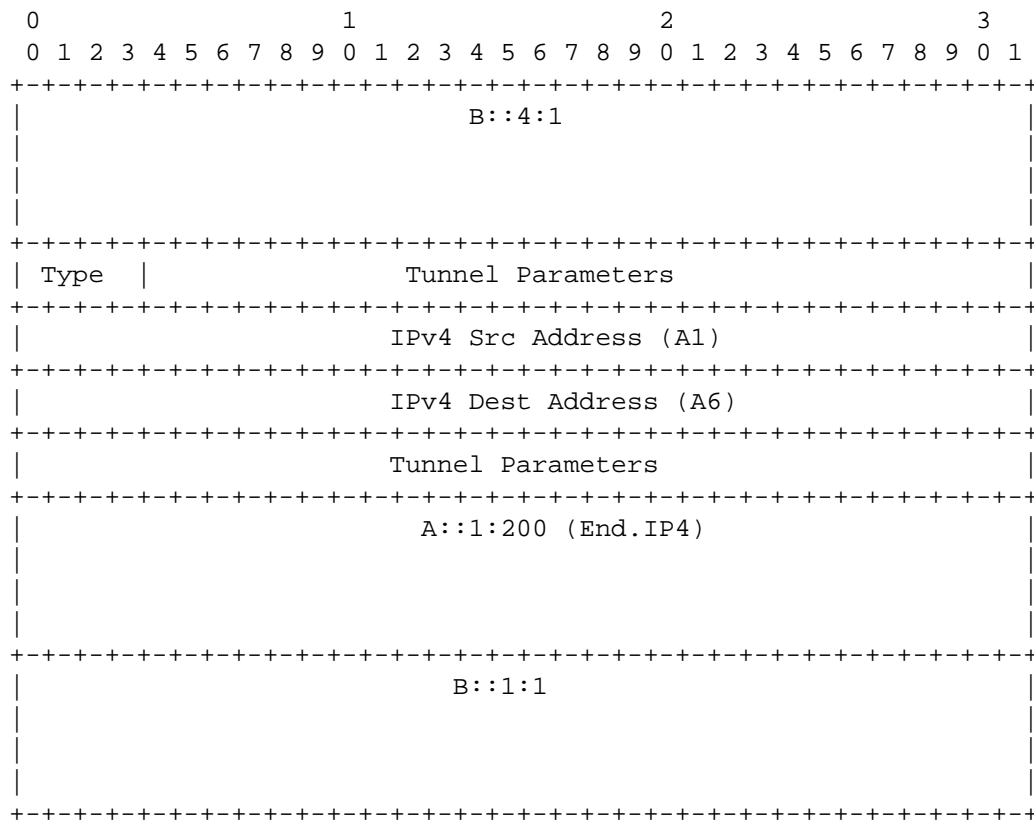 0                   1                   2                   3
0 1 2 3 4 5 6 7 8 9 0 1 2 3 4 5 6 7 8 9 0 1 2 3 4 5 6 7 8 9 0 1
B::4:1
Type | Tunnel Parameters
IPv4 Src Address (A1)
IPv4 Dest Address (A6)
Tunnel Parameters
A::1:200 (End.IP4)
B::1:1